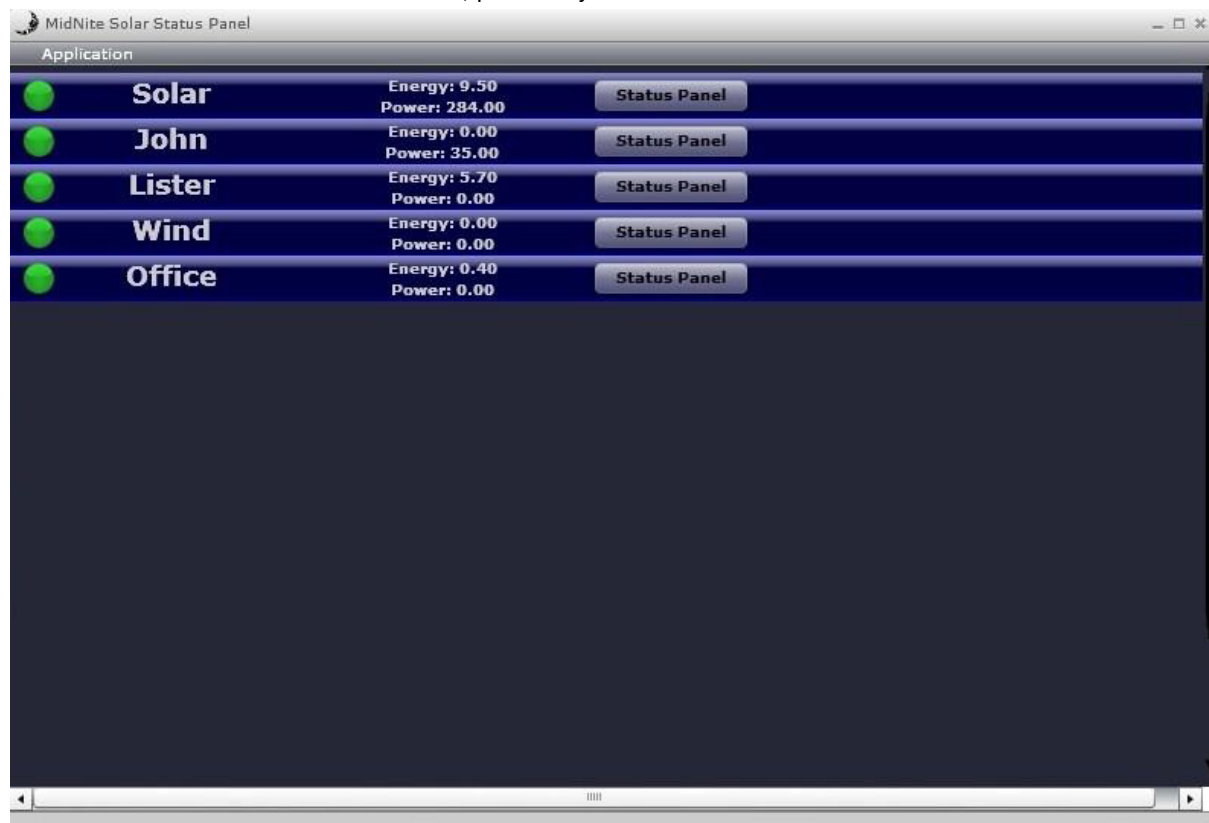 MidNite Solar Status Panel
Application
Solar
Energy: 9.50
Power: 284.00
Status Panel
John
Energy: 0.00
Power: 35.00
Status Panel
Lister
Energy: 5.70
Power: 0.00
Status Panel
Wind
Energy: 0.00
Power: 0.00
Status Panel
Office
Energy: 0.40
Power: 0.00
Status Panel